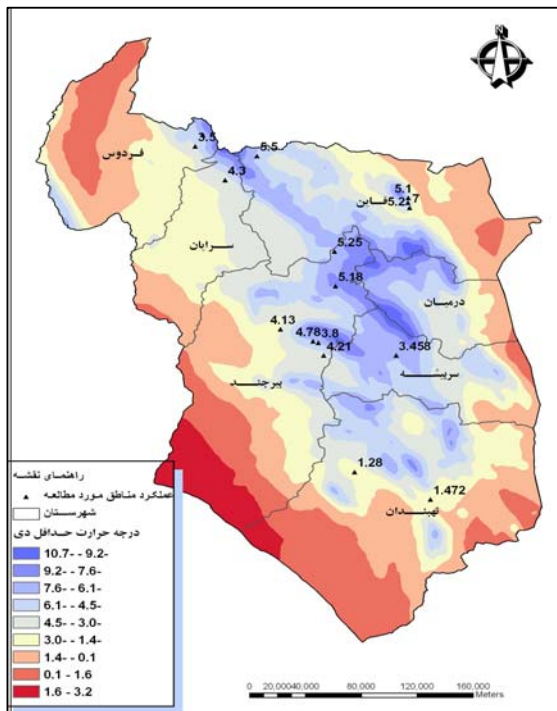 3.5
5.5
فردوس
4.3
5.1
5.2
7
قاین
سرایان
5.25
5.18
درمیان
4.13
4.78
3.8
4.21
3.458
سربیشه
بیرجند
1.28
1.472
نهبندان
راهنمای نقشه
عملکرد مناطق مورد مطالعه
شهرستان
درجه حرارت حداقل دی
10.7- - 9.2-
9.2- - 7.6-
7.6- - 6.1-
6.1- - 4.5-
4.5- - 3.0-
3.0- - 1.4-
1.4- - 0.1
0.1 - 1.6
1.6 - 3.2
0 20,00040,000 80,000 120,000 160,000
Meters